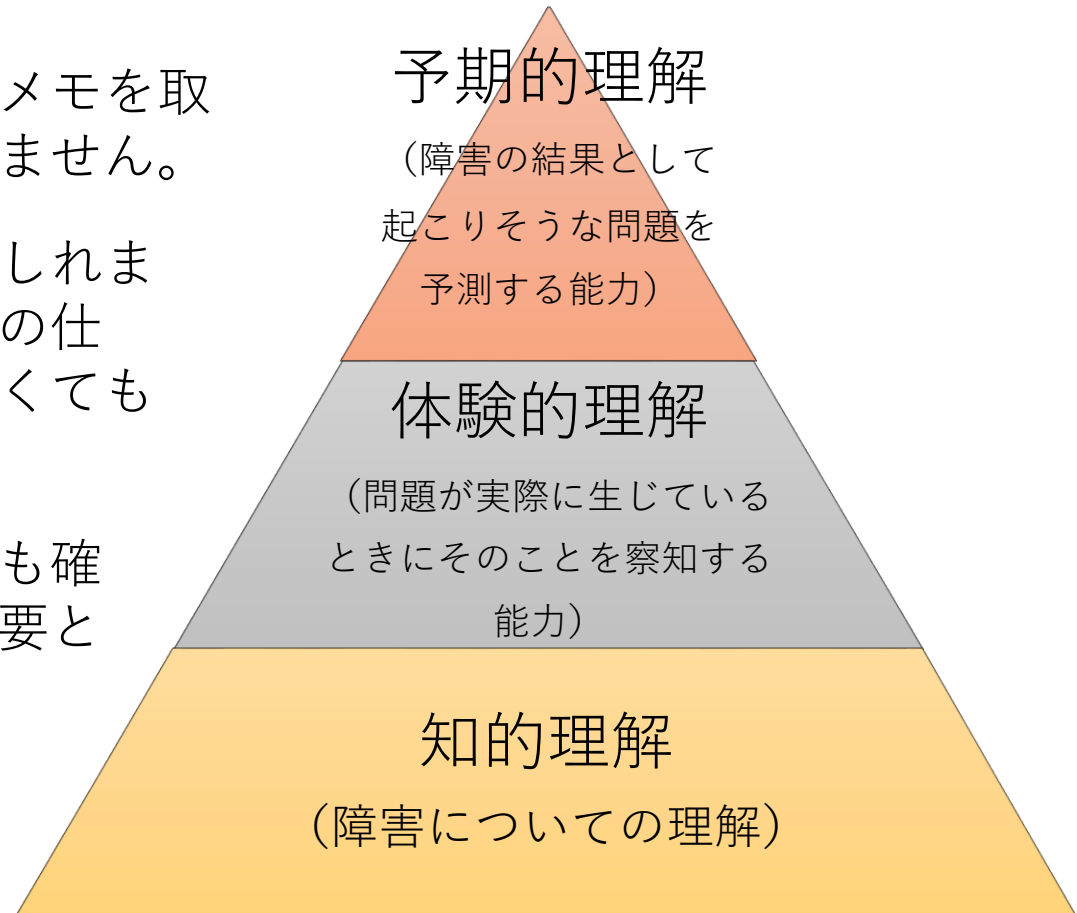 メモを取
ません。
しれま
の仕
くても
も確
要と
予期的理解
（障害の結果として
起こりそうな問題を
予測する能力）
体験的理解
（問題が実際に生じている
ときにそのことを察知する
能力）
知的理解
（障害についての理解）